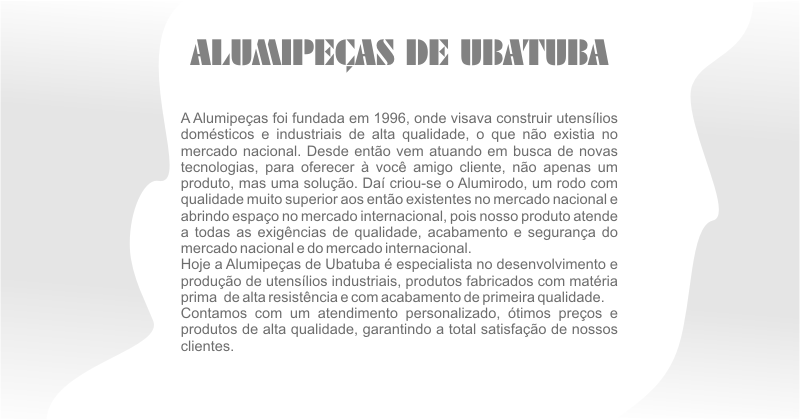 ALUMIPEÇAS DE UBATUBA
A Alumipeças foi fundada em 1996, onde visava construir utensílios
domésticos e industriais de alta qualidade, o que não existia no
mercado nacional. Desde então vem atuando em busca de novas
tecnologias, para oferecer à você amigo cliente, não apenas um
produto, mas uma solução. Daí criou-se o Alumirodo, um rodo com
qualidade muito superior aos então existentes no mercado nacional e
abrindo espaço no mercado internacional, pois nosso produto atende
a todas as exigências de qualidade, acabamento e segurança do
mercado nacional e do mercado internacional.
Hoje a Alumipeças de Ubatuba é especialista no desenvolvimento e
produção de utensílios industriais, produtos fabricados com matéria
prima de alta resistência e com acabamento de primeira qualidade.
Contamos com um atendimento personalizado, ótimos preços e
produtos de alta qualidade, garantindo a total satisfação de nossos
clientes.